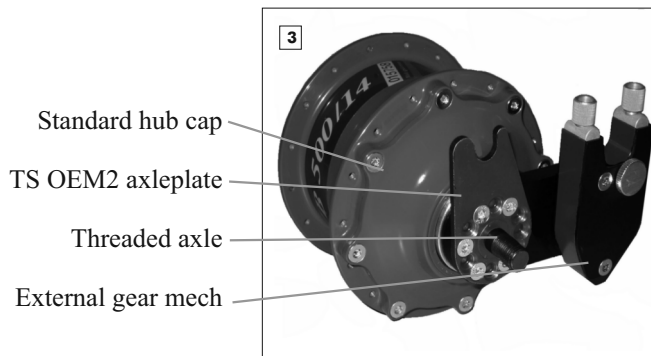 3
Standard hub cap
500/14
TS OEM2 axleplate
Threaded axle
External gear mech